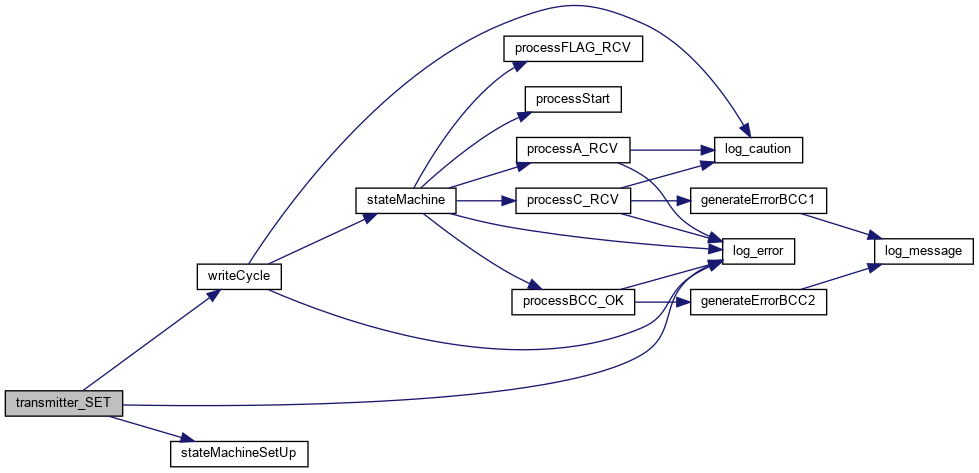 processFLAG_RCV
processStart
processA_RCV
log_caution
stateMachine
processC_RCV
generateErrorBCC1
log_error
log_message
writeCycle
processBCC_OK
generateErrorBCC2
transmitter_SET
stateMachineSetUp